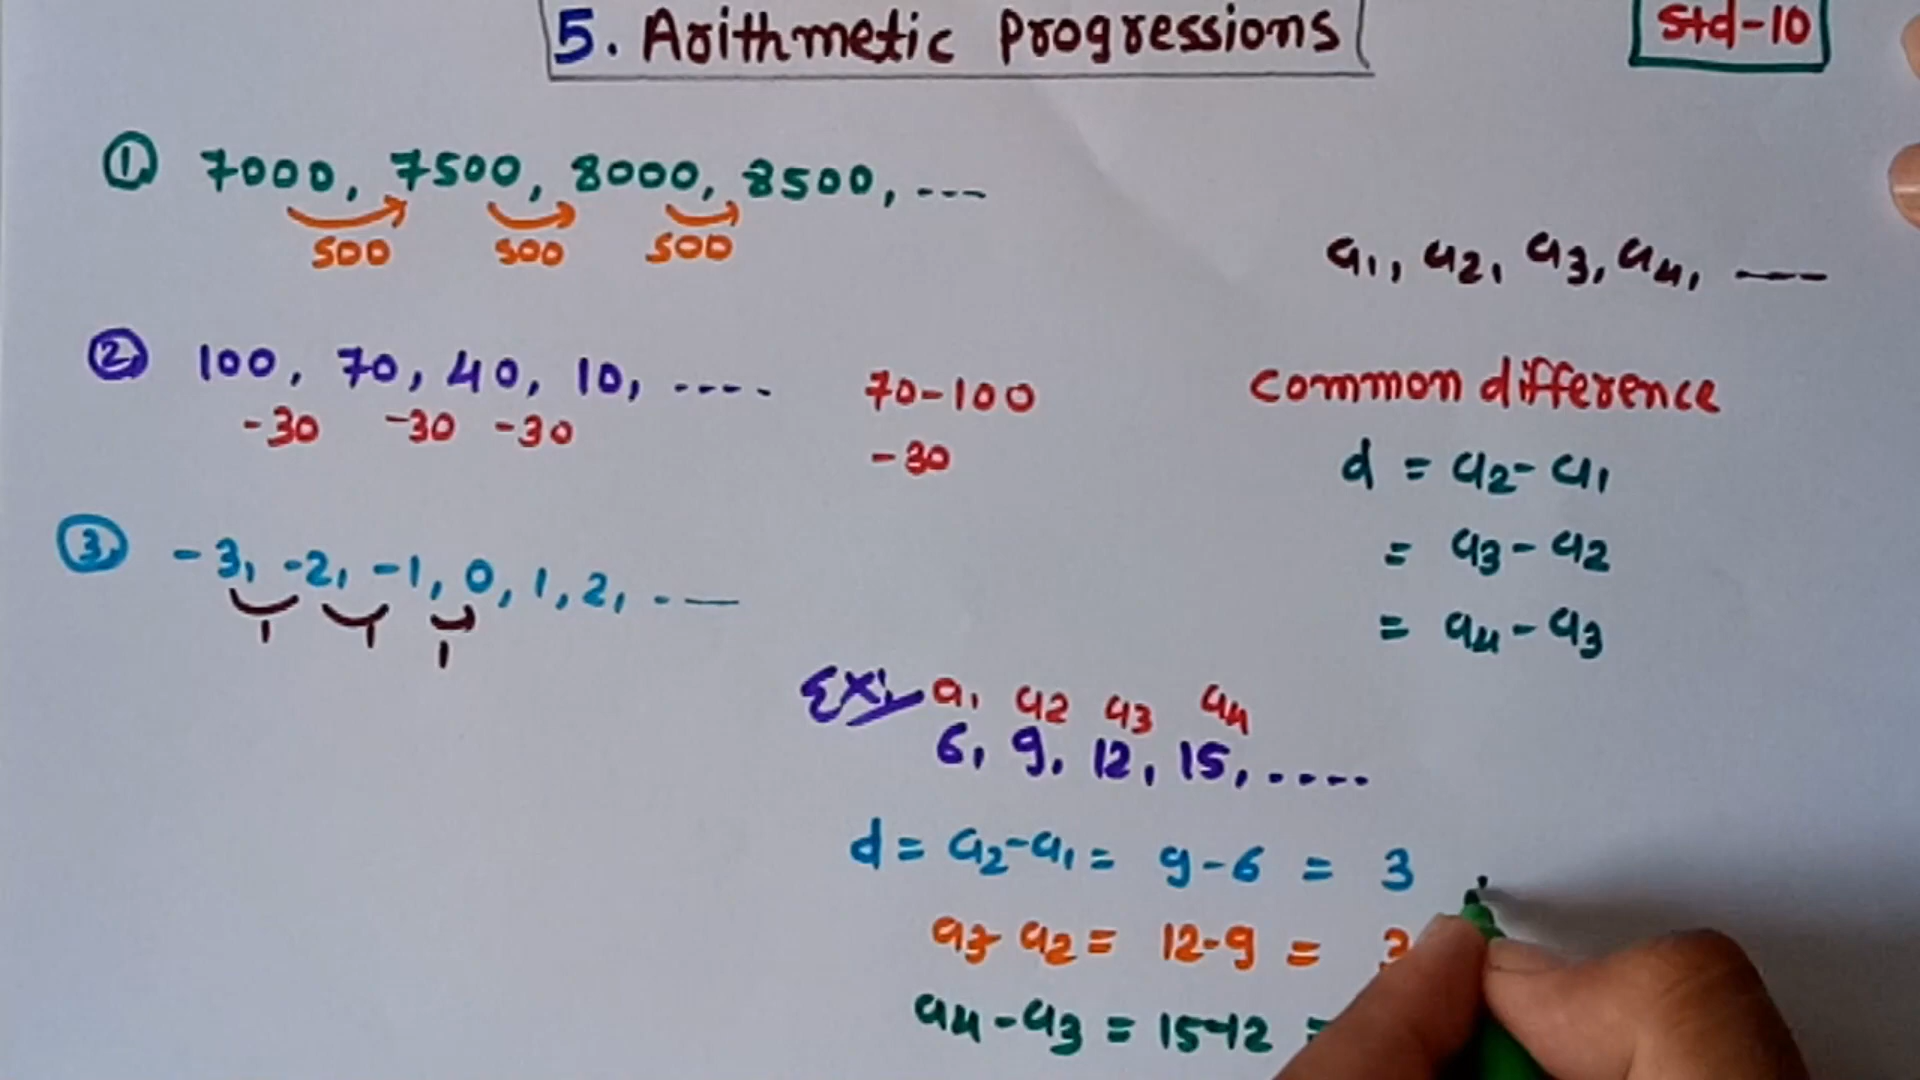 5. Arithmetic Progressions
Std-10
① 7000, 7500, 8000, 8500, ---
500 500 500
a1, a2, a3, a4, ----
② 100, 70, 40, 10, ....
-30 -30 -30
70-100
-30
common difference
d = a2 - a1
= a3 - a2
= a4 - a3
③ -3, -2, -1, 0, 1, 2, ---
1 1 1
Ex:
a1 a2 a3 a4
6, 9, 12, 15, ....
d = a2 - a1 = 9 - 6 = 3
a3 - a2 = 12 - 9 = 3
a4 - a3 = 15-12 =